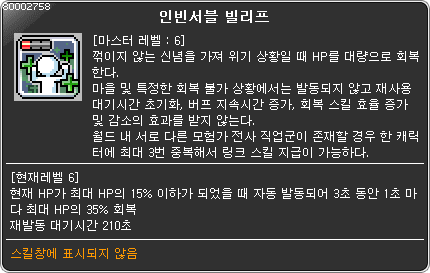 80002758
인빈서블 빌리프
[마스터 레벨 : 6]
꺾이지 않는 신념을 가져 위기 상황일 때 HP를 대량으로 회복
한다.
마을 및 특정한 회복 불가 상황에서는 발동되지 않고 재사용
대기시간 초기화, 버프 지속시간 증가, 회복 스킬 효율 증가
및 감소의 효과를 받지 않는다.
월드 내 서로 다른 모험가 전사 직업군이 존재할 경우 한 캐릭
터에 최대 3번 중복해서 링크 스킬 지급이 가능하다.
[현재레벨 6]
현재 HP가 최대 HP의 15% 이하가 되었을 때 자동 발동되어 3초 동안 1초 마
다 최대 HP의 35% 회복
재발동 대기시간 210초
스킬창에 표시되지 않음